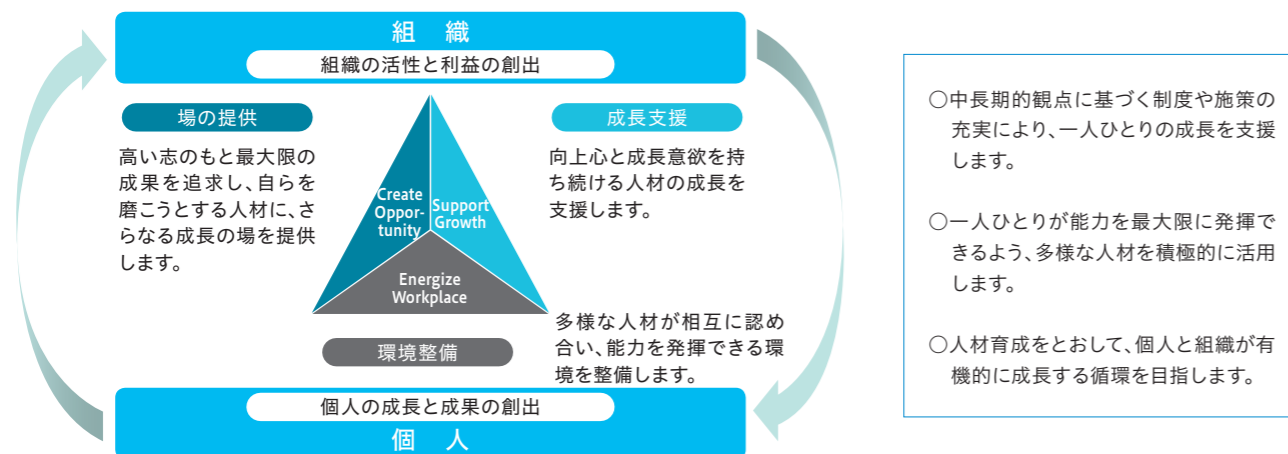 組　織
組織の活性と利益の創出
場の提供
高い志のもと最大限の
成果を追求し、自らを
磨こうとする人材に、さ
らなる成長の場を提供
します。
Create
Oppor-
tunity
Support
Growth
Energize
Workplace
成長支援
向上心と成長意欲を持
ち続ける人材の成長を
支援します。
環境整備
多様な人材が相互に認め
合い、能力を発揮できる環
境を整備します。
個人の成長と成果の創出
個　人
○中長期的観点に基づく制度や施策の
充実により、一人ひとりの成長を支援
します。
○一人ひとりが能力を最大限に発揮で
きるよう、多様な人材を積極的に活用
します。
○人材育成をとおして、個人と組織が有
機的に成長する循環を目指します。